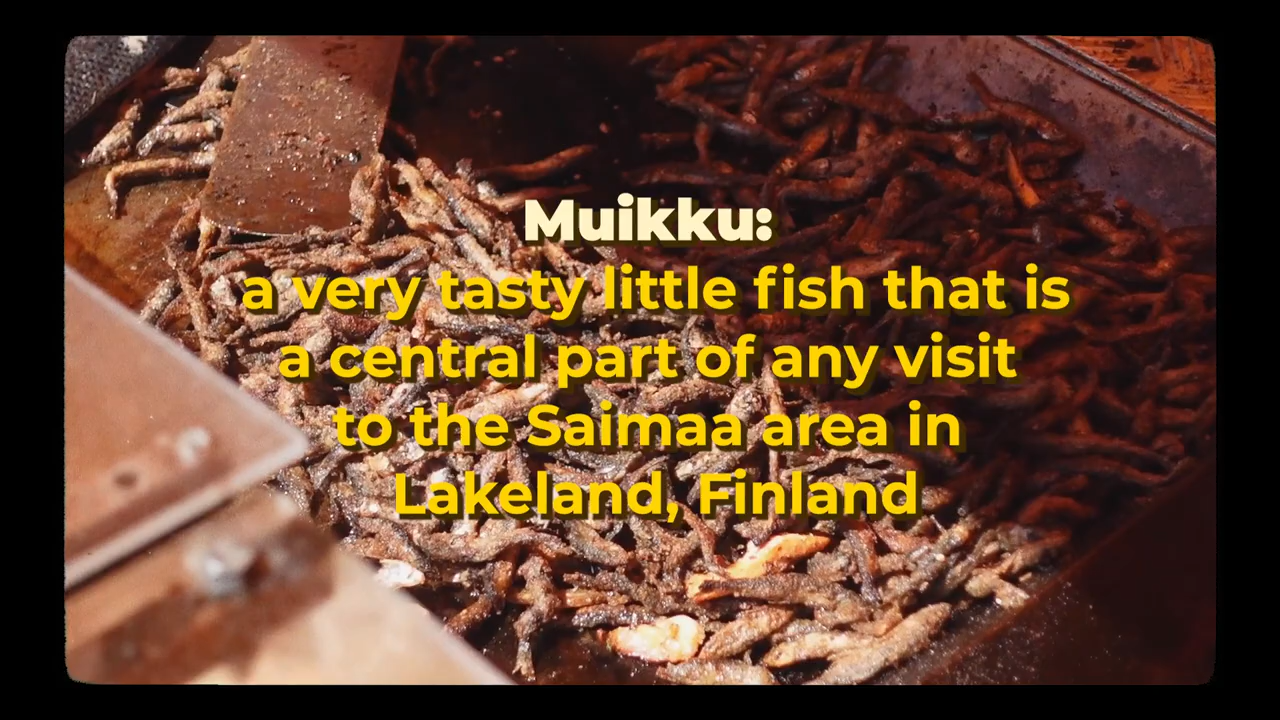 Muikku:
a very tasty little fish that is
a central part of any visit
to the Saimaa area in
Lakeland, Finland